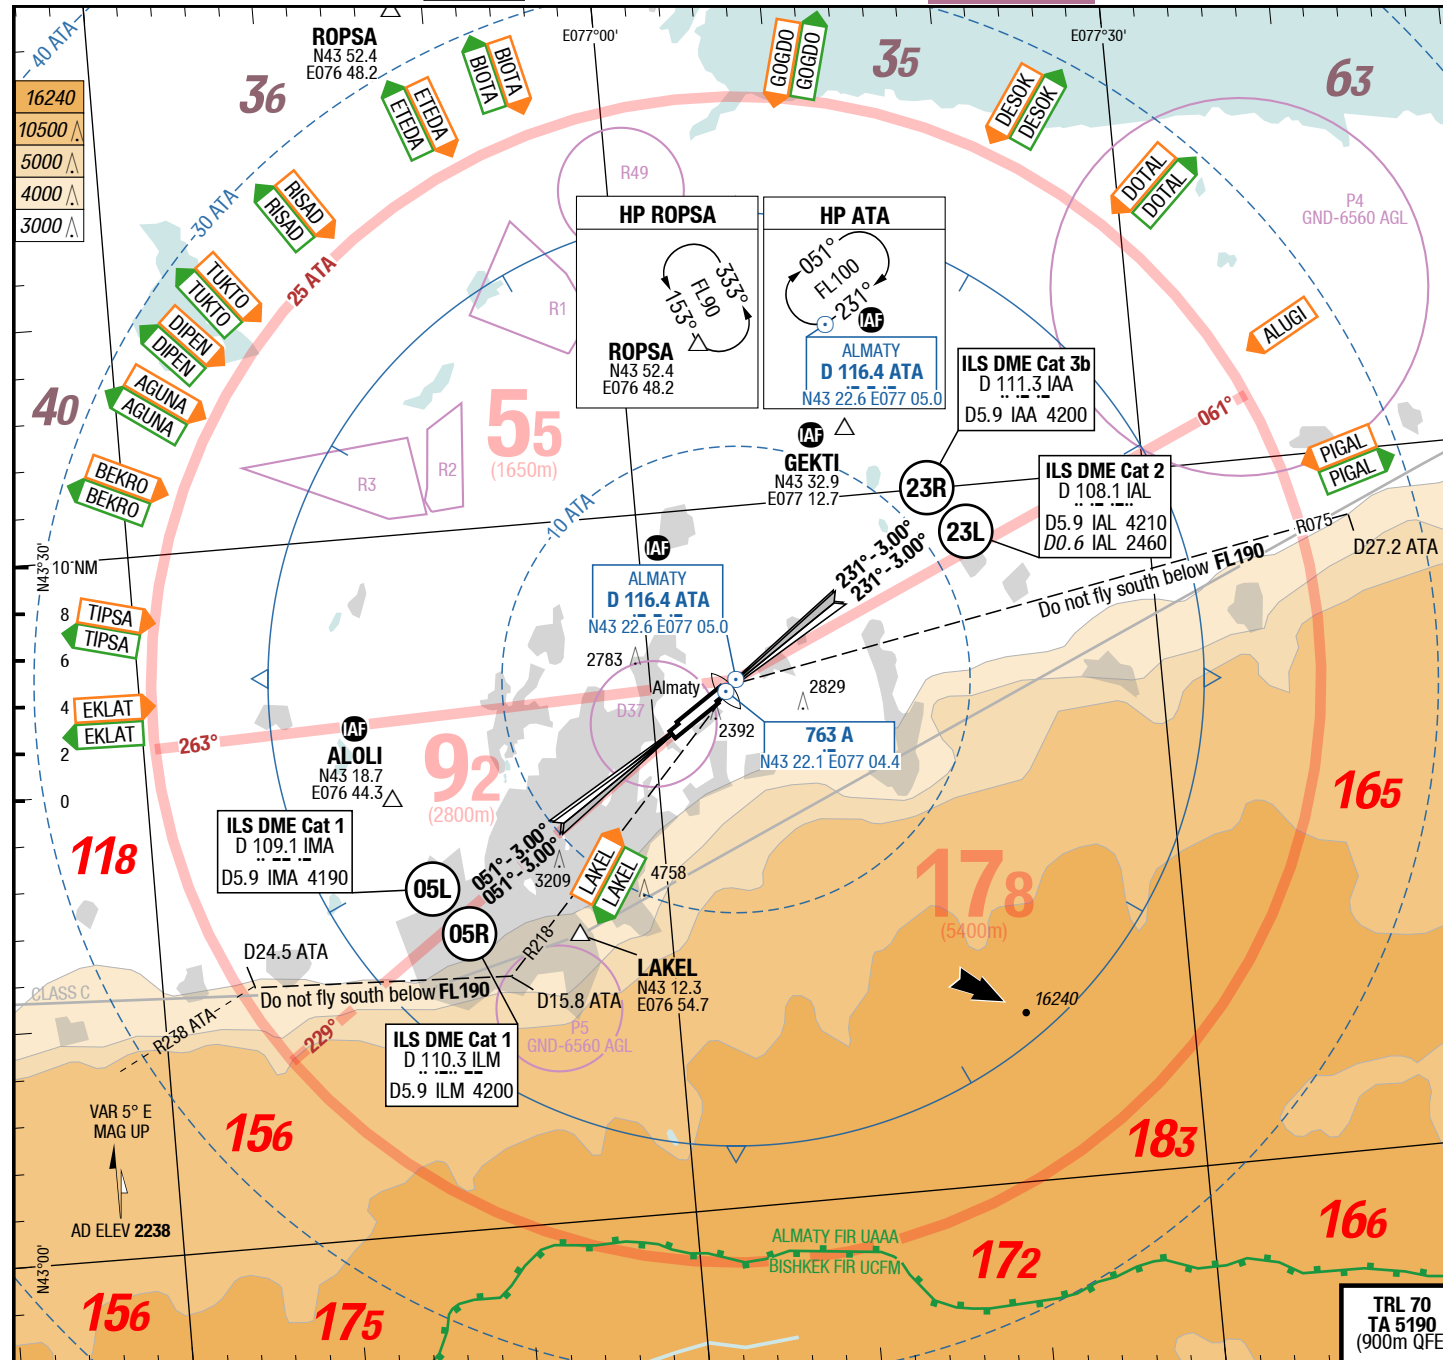 40 ATA
ROPSA
N43 52.4
E076 48.2
E077°00'
E077°30'
36
35
63
16240
10500
5000
4000
3000
BIOTA
BIOTA
ETEDA
ETEDA
GOGDO
GOGDO
DESOK
DESOK
DOTAL
DOTAL
P4
GND-6560 AGL
R49
30 ATA
RISAD
RISAD
25 ATA
TUKTO
TUKTO
DIPEN
DIPEN
AGUNA
AGUNA
BEKRO
BEKRO
40
R1
R2
R3
55
(1650m)
HP ROPSA
333°
FL90
153°
ROPSA
N43 52.4
E076 48.2
HP ATA
051°
FL100
231°
IAF
ALMATY
D 116.4 ATA
N43 22.6 E077 05.0
ILS DME Cat 3b
D 111.3 IAA
D5.9 IAA 4200
ALUGI
061°
PIGAL
PIGAL
IAF
GEKTI
N43 32.9
E077 12.7
23R
23L
ILS DME Cat 2
D 108.1 IAL
D5.9 IAL 4210
D0.6 IAL 2460
R075
D27.2 ATA
Do not fly south below FL190
10 ATA
231°-3.00°
231°-3.00°
IAF
ALMATY
D 116.4 ATA
N43 22.6 E077 05.0
N43°30'
10 NM
8
6
4
2
0
TIPSA
TIPSA
EKLAT
EKLAT
263°
2783
Almaty
D37
2829
2392
763 A
N43 22.1 E077 04.4
IAF
ALOLI
N43 18.7
E076 44.3
92
(2800m)
165
118
ILS DME Cat 1
D 109.1 IMA
D5.9 IMA 4190
051°-3.00°
051°-3.00°
05L
05R
3209
LAKEL
LAKEL
4758
178
(5400m)
R218
LAKEL
N43 12.3
E076 54.7
D24.5 ATA
CLASS C
Do not fly south below FL190
D15.8 ATA
P5
GND-6560 AGL
16240
R238 ATA
229°
ILS DME Cat 1
D 110.3 ILM
D5.9 ILM 4200
VAR 5° E
MAG UP
AD ELEV 2238
156
183
166
N43°00'
ALMATY FIR UAAA
BISHKEK FIR UCFM
172
156
175
TRL 70
TA 5190
(900m QFE